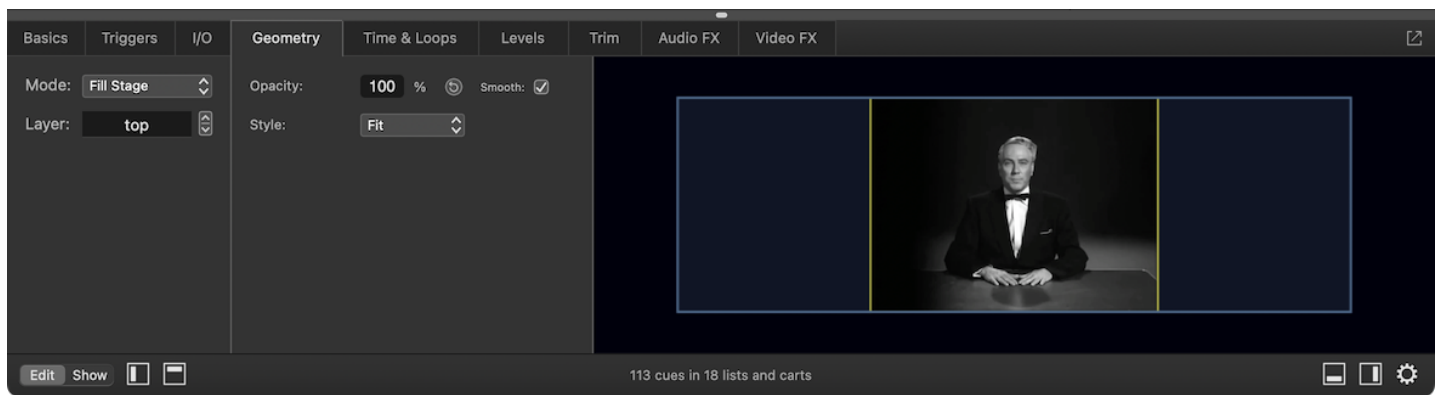 Basics Triggers I/O Geometry Time & Loops Levels Trim Audio FX Video FX
Mode: Fill Stage Opacity: 100 % Smooth:
Layer: top Style: Fit
Edit Show 113 cues in 18 lists and carts